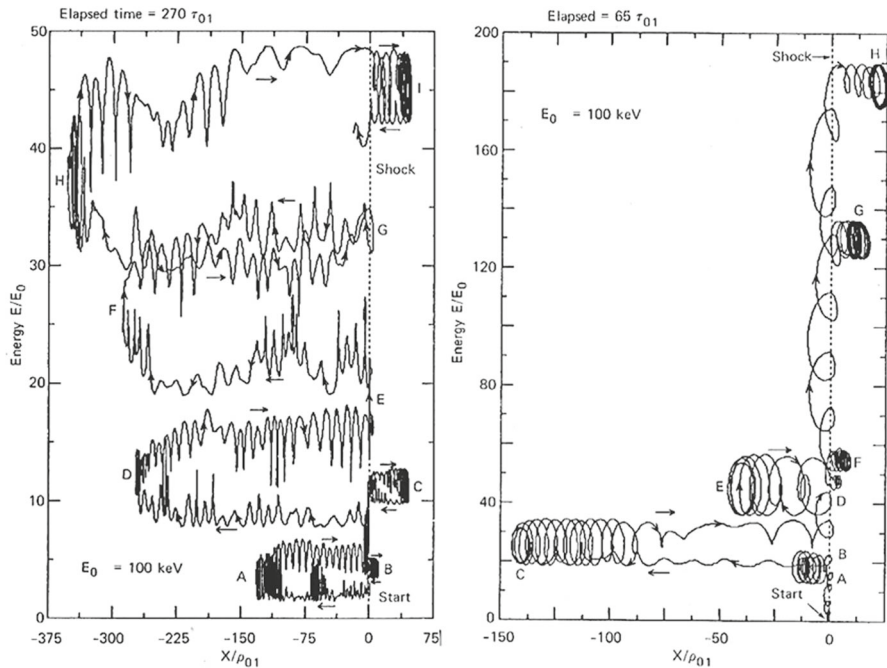 Elapsed time = 270 τ01
50
40
30
20
10
0
Energy E/E0
-375
-300
-225
-150
-75
0
75
X/ρ01
H
I
Shock
G
F
E
D
C
A
B
E0 = 100 keV
Start
Elapsed = 65 τ01
200
160
120
80
40
0
Energy E/E0
-150
-100
-50
0
X/ρ01
Shock
H
E0 = 100 keV
G
F
E
D
C
B
A
Start
25